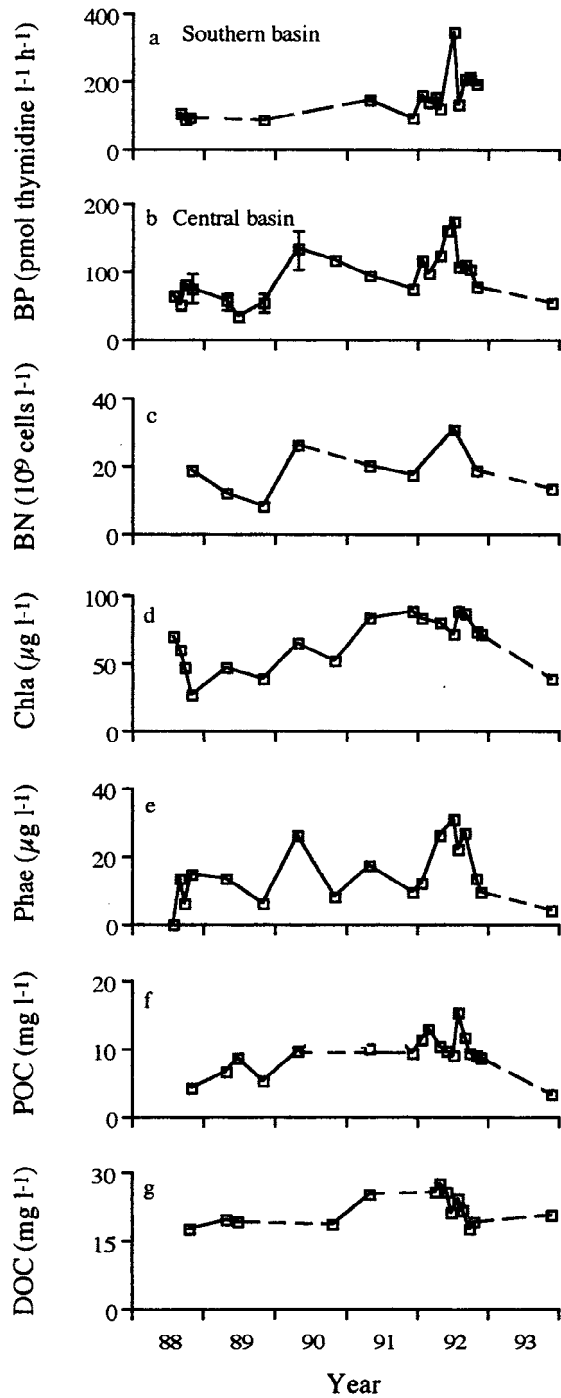 BP (pmol thymidine l-1 h-1)
400
200
0
a Southern basin
200
100
0
b Central basin
BN (10⁹ cells l-1)
40
20
0
c
Chla (µg l-1)
100
50
0
d
Phae (µg l-1)
40
20
0
e
POC (mg l-1)
20
10
0
f
DOC (mg l-1)
30
15
0
g
88 89 90 91 92 93
Year